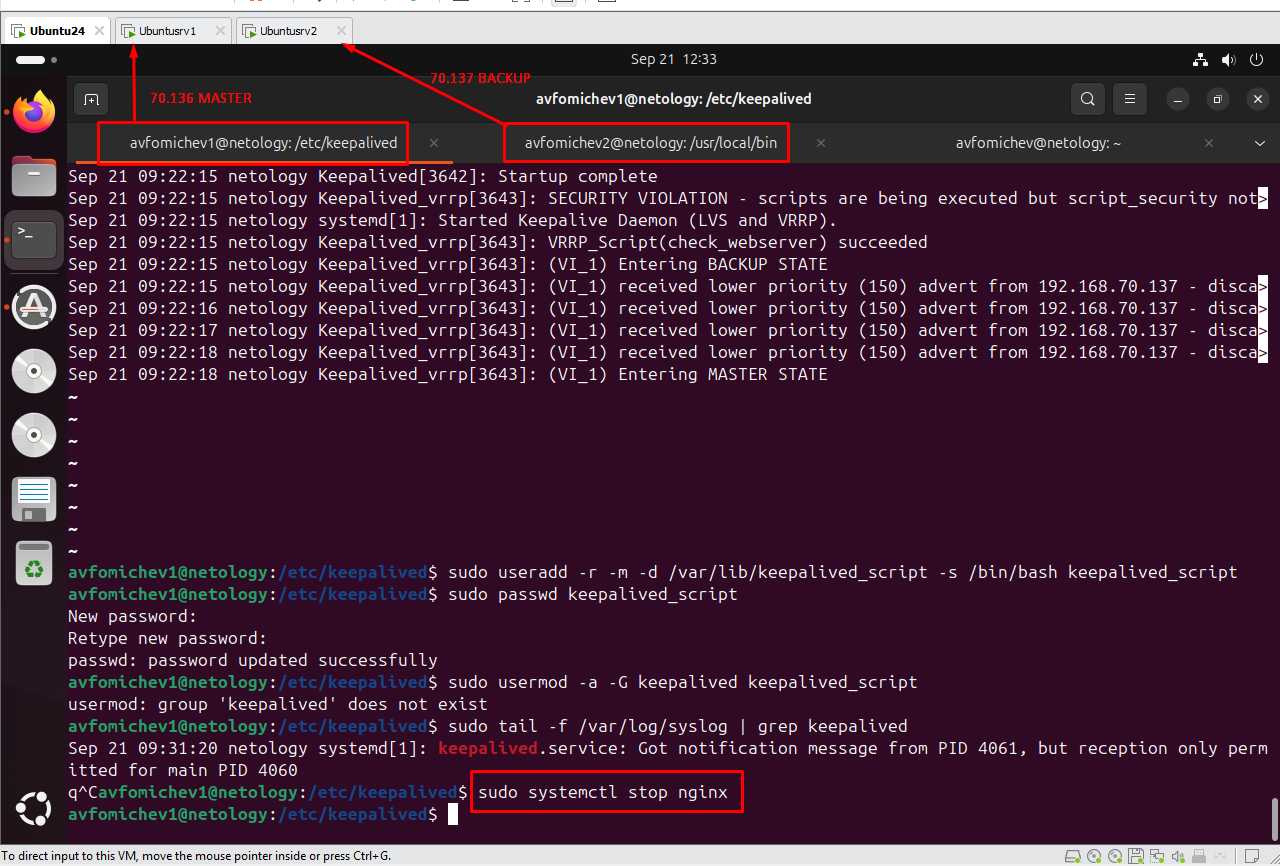 Ubuntu24
Ubuntusrv1
Ubuntusrv2
Sep 21 12:33
70.137 BACKUP
70.136 MASTER
avfomichev1@netology: /etc/keepalived
avfomichev1@netology: /etc/keepalived
avfomichev2@netology: /usr/local/bin
avfomichev@netology: ~
Sep 21 09:22:15 netology Keepalived[3642]: Startup complete
Sep 21 09:22:15 netology Keepalived_vrrp[3643]: SECURITY VIOLATION - scripts are being executed but script_security not>
Sep 21 09:22:15 netology systemd[1]: Started Keepalive Daemon (LVS and VRRP).
Sep 21 09:22:15 netology Keepalived_vrrp[3643]: VRRP_Script(check_webserver) succeeded
Sep 21 09:22:15 netology Keepalived_vrrp[3643]: (VI_1) Entering BACKUP STATE
Sep 21 09:22:15 netology Keepalived_vrrp[3643]: (VI_1) received lower priority (150) advert from 192.168.70.137 - disca>
Sep 21 09:22:16 netology Keepalived_vrrp[3643]: (VI_1) received lower priority (150) advert from 192.168.70.137 - disca>
Sep 21 09:22:17 netology Keepalived_vrrp[3643]: (VI_1) received lower priority (150) advert from 192.168.70.137 - disca>
Sep 21 09:22:18 netology Keepalived_vrrp[3643]: (VI_1) received lower priority (150) advert from 192.168.70.137 - disca>
Sep 21 09:22:18 netology Keepalived_vrrp[3643]: (VI_1) Entering MASTER STATE
~
~
~
~
~
~
~
~
avfomichev1@netology:/etc/keepalived$ sudo useradd -r -m -d /var/lib/keepalived_script -s /bin/bash keepalived_script
avfomichev1@netology:/etc/keepalived$ sudo passwd keepalived_script
New password:
Retype new password:
passwd: password updated successfully
avfomichev1@netology:/etc/keepalived$ sudo usermod -a -G keepalived keepalived_script
usermod: group 'keepalived' does not exist
avfomichev1@netology:/etc/keepalived$ sudo tail -f /var/log/syslog | grep keepalived
Sep 21 09:31:20 netology systemd[1]: keepalived.service: Got notification message from PID 4061, but reception only perm
itted for main PID 4060
q^Cavfomichev1@netology:/etc/keepalived$ sudo systemctl stop nginx
avfomichev1@netology:/etc/keepalived$
To direct input to this VM, move the mouse pointer inside or press Ctrl+G.